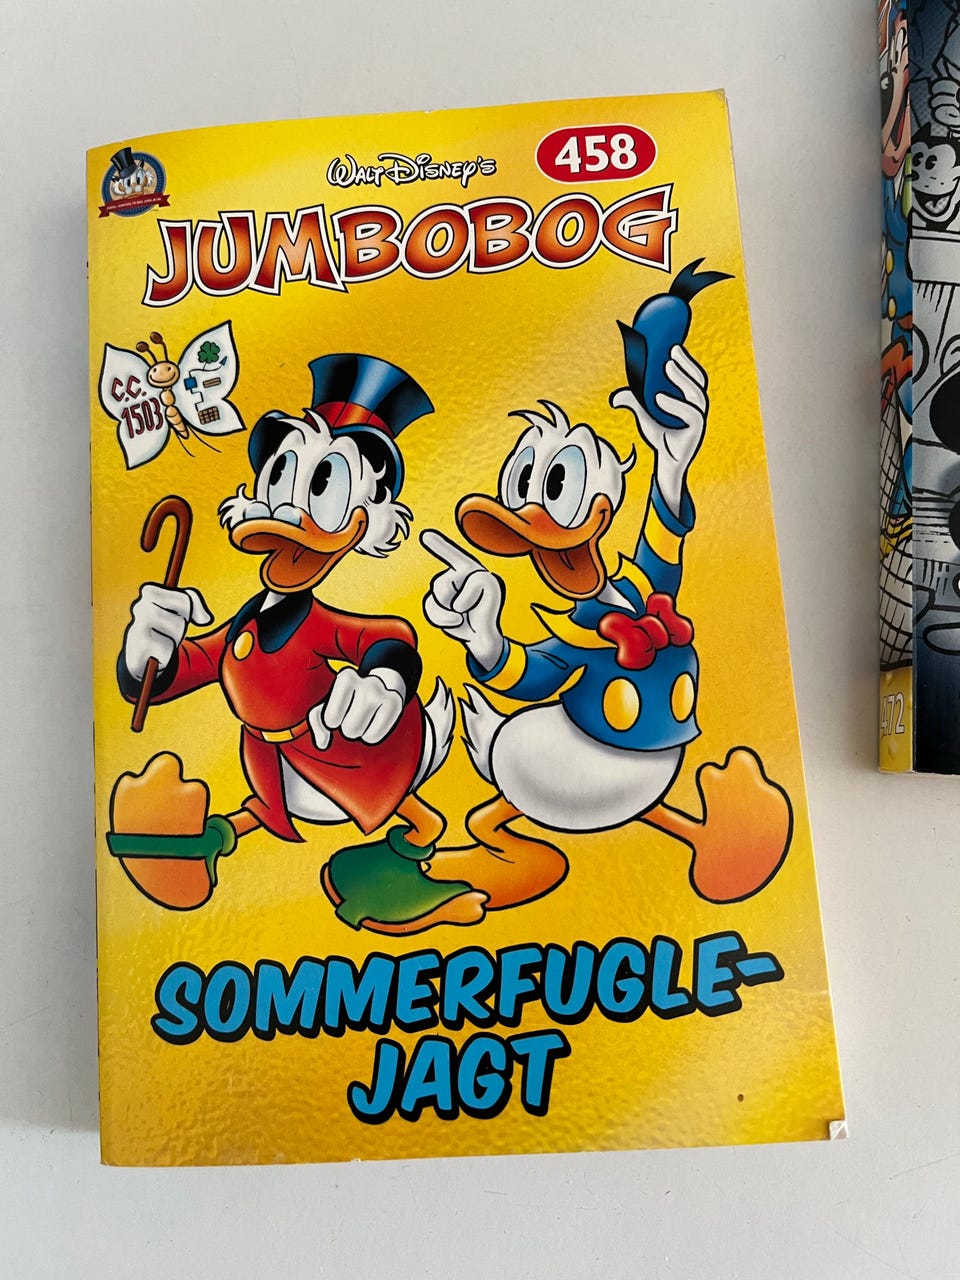 WALT DISNEY'S
458
JUMBOBOG
C.C.
1503
SOMMERFUGLE-
JAGT
472